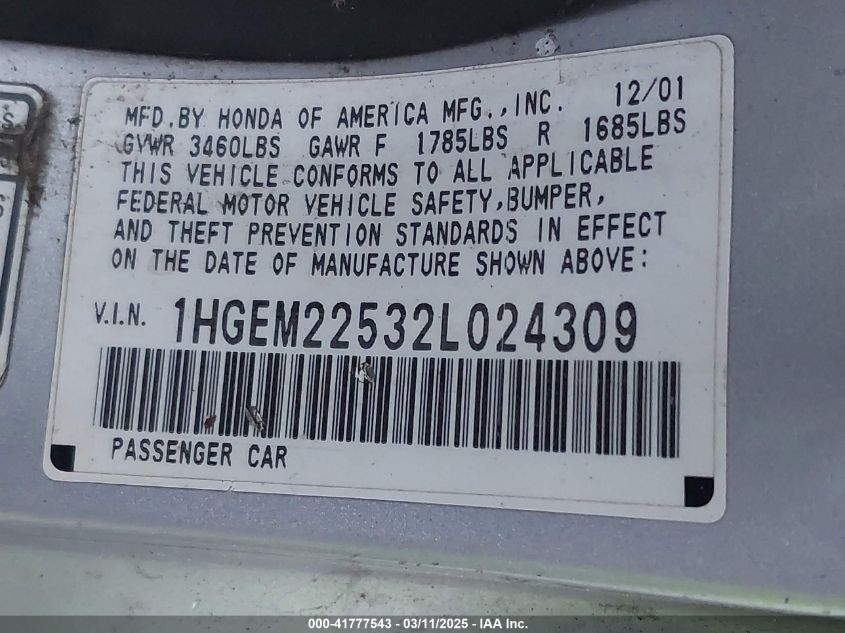 MFD. BY HONDA OF AMERICA MFG., INC. 12/01
GVWR 3460LBS GAWR F 1785LBS R 1685LBS
THIS VEHICLE CONFORMS TO ALL APPLICABLE
FEDERAL MOTOR VEHICLE SAFETY, BUMPER,
AND THEFT PREVENTION STANDARDS IN EFFECT
ON THE DATE OF MANUFACTURE SHOWN ABOVE:
V.I.N. 1HGEM22532L024309
PASSENGER CAR
000-41777543 - 03/11/2025 - IAA Inc.